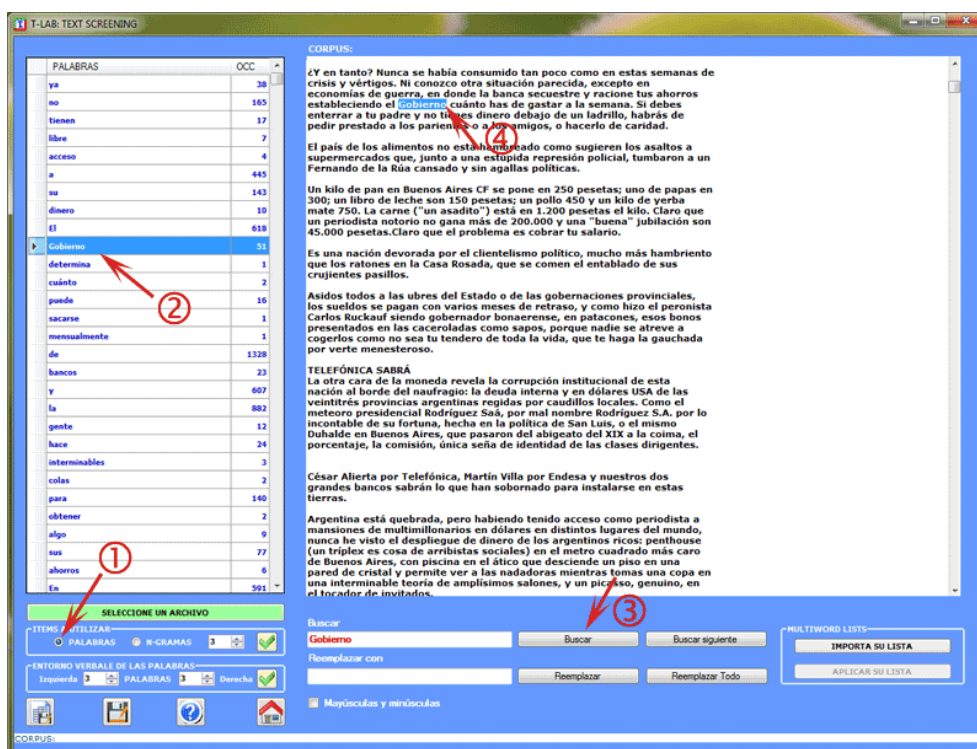 T-LAB: TEXT SCREENING
PALABRAS OCC
ya 38
no 165
tienen 17
libre 7
acceso 4
a 445
su 143
dinero 10
El 618
Gobierno 51
determina 1
cuánto 2
puede 16
sacarse 1
mensualmente 1
de 1328
bancos 23
y 607
la 882
gente 12
hace 24
interminables 3
colas 2
para 140
obtener 2
algo 9
sus 77
ahorros 6
En 591
②
①
SELECCIONE UN ARCHIVO
ITEMS A UTILIZAR
PALABRAS N-GRAMAS 3
ENTORNO VERBALE DE LAS PALABRAS
Izquierda 3 PALABRAS 3 Derecha
CORPUS:
¿Y en tanto? Nunca se había consumido tan poco como en estas semanas de
crisis y vértigos. Ni conozco otra situación parecida, excepto en
economías de guerra, en donde la banca secuestre y racione tus ahorros
estableciendo el Gobierno cuánto has de gastar a la semana. Si debes
enterrar a tu padre y no tienes dinero debajo de un ladrillo, habrás de
pedir prestado a los parientes o a los amigos, o hacerlo de caridad.
④
El país de los alimentos no está hambreado como sugieren los asaltos a
supermercados que, junto a una estúpida represión policial, tumbaron a un
Fernando de la Rúa cansado y sin agallas políticas.
Un kilo de pan en Buenos Aires CF se pone en 250 pesetas; uno de papas en
300; un libro de leche son 150 pesetas; un pollo 450 y un kilo de yerba
mate 750. La carne ("un asadito") está en 1.200 pesetas el kilo. Claro que
un periodista notorio no gana más de 200.000 y una "buena" jubilación son
45.000 pesetas.Claro que el problema es cobrar tu salario.
Es una nación devorada por el clientelismo político, mucho más hambriento
que los ratones en la Casa Rosada, que se comen el entablado de sus
crujientes pasillos.
Asidos todos a las ubres del Estado o de las gobernaciones provinciales,
los sueldos se pagan con varios meses de retraso, y como hizo el peronista
Carlos Ruckauf siendo gobernador bonaerense, en patacones, esos bonos
presentados en las caceroladas como sapos, porque nadie se atreve a
cogerlos como no sea tu tendero de toda la vida, que te haga la gauchada
por verte menesteroso.
TELEFÓNICA SABRÁ
La otra cara de la moneda revela la corrupción institucional de esta
nación al borde del naufragio: la deuda interna y en dólares USA de las
veintitrés provincias argentinas regidas por caudillos locales. Como el
meteoro presidencial Rodríguez Saá, por mal nombre Rodríguez S.A. por lo
incontable de su fortuna, hecha en la política de San Luis, o el mismo
Duhalde en Buenos Aires, que pasaron del abigeato del XIX a la coima, el
porcentaje, la comisión, única seña de identidad de las clases dirigentes.
César Alierta por Telefónica, Martín Villa por Endesa y nuestros dos
grandes bancos sabrán lo que han sobornado para instalarse en estas
tierras.
Argentina está quebrada, pero habiendo tenido acceso como periodista a
mansiones de multimillonarios en dólares en distintos lugares del mundo,
nunca he visto el despliegue de dinero de los argentinos ricos: penthouse
(un tríplex es cosa de arribistas sociales) en el metro cuadrado más caro
de Buenos Aires, con piscina en el ático que desciende un piso en una
pared de cristal y permite ver a las nadadoras mientras tomas una copa en
una interminable teoría de amplísimos salones, y un picasso, genuino, en
el tocador de invitados.
③
Buscar
Gobierno Buscar Buscar siguiente
Reemplazar con
Reemplazar Reemplazar Todo
Mayúsculas y minúsculas
MULTIWORD LISTS
IMPORTA SU LISTA
APLICAR SU LISTA
CORPUS: